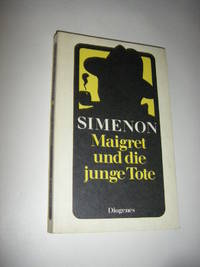 SIMENON
Maigret
und die
junge Tote
Diogenes